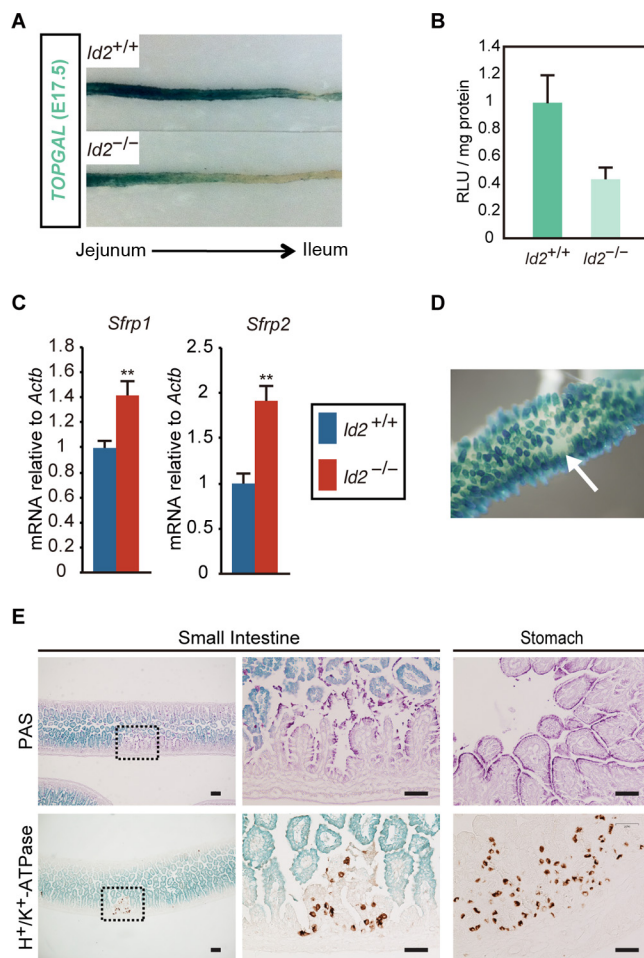 A
TOPGAL (E17.5)
Id2+/+
Id2−/−
Jejunum
Ileum
B
RLU / mg protein
1.4
1.2
1
0.8
0.6
0.4
0.2
0
Id2+/+
Id2−/−
C
Sfrp1
mRNA relative to Actb
1.8
1.6
1.4
1.2
1
0.8
0.6
0.4
0.2
0
**
Sfrp2
mRNA relative to Actb
2.5
2
1.5
1
0.5
0
**
Id2 +/+
Id2 −/−
D
E
Small Intestine
Stomach
PAS
H+/K+-ATPase